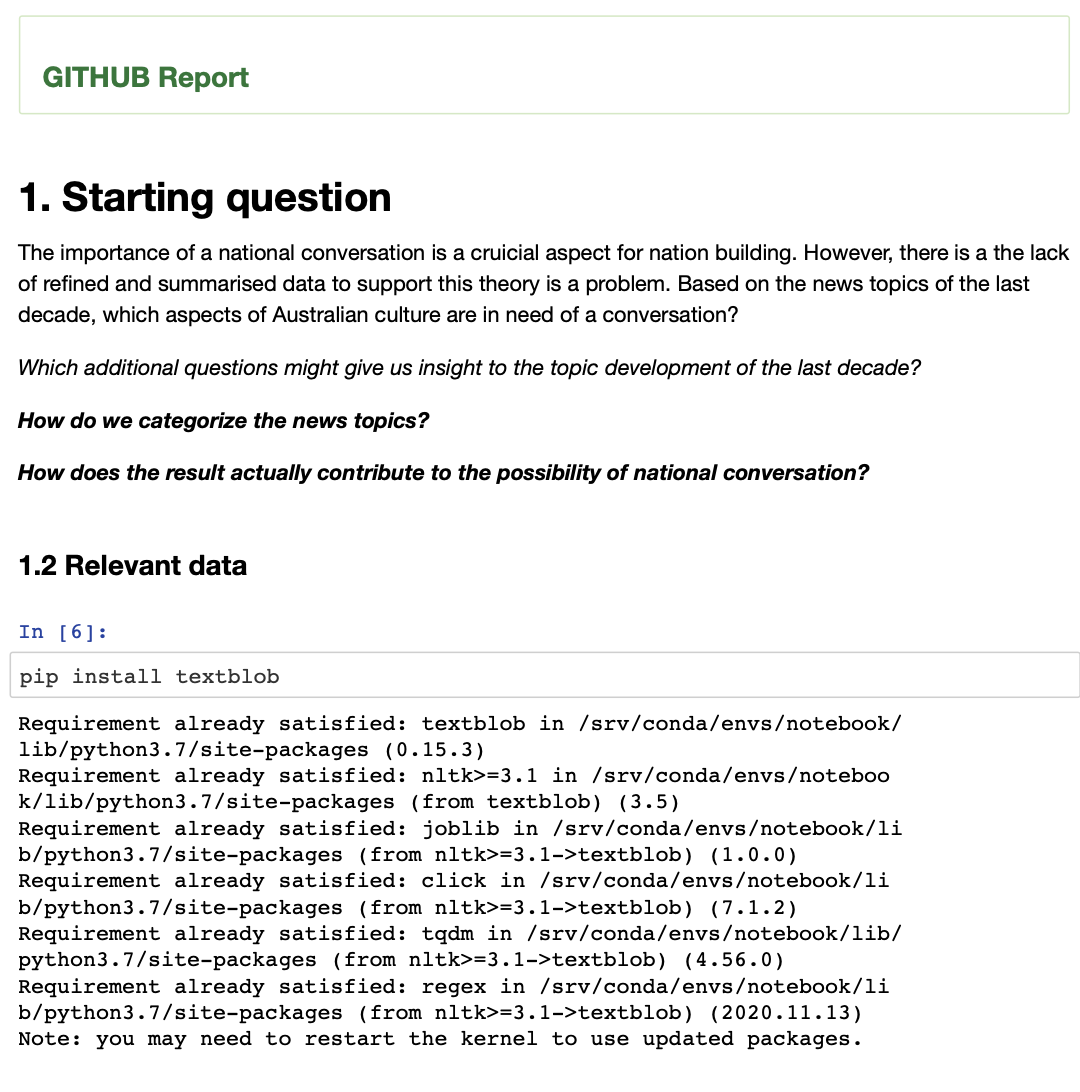 GITHUB Report
1. Starting question
The importance of a national conversation is a cruicial aspect for nation building. However, there is a the lack
of refined and summarised data to support this theory is a problem. Based on the news topics of the last
decade, which aspects of Australian culture are in need of a conversation?
Which additional questions might give us insight to the topic development of the last decade?
How do we categorize the news topics?
How does the result actually contribute to the possibility of national conversation?
1.2 Relevant data
In [6]:
pip install textblob
Requirement already satisfied: textblob in /srv/conda/envs/notebook/
lib/python3.7/site-packages (0.15.3)
Requirement already satisfied: nltk>=3.1 in /srv/conda/envs/noteboo
k/lib/python3.7/site-packages (from textblob) (3.5)
Requirement already satisfied: joblib in /srv/conda/envs/notebook/li
b/python3.7/site-packages (from nltk>=3.1->textblob) (1.0.0)
Requirement already satisfied: click in /srv/conda/envs/notebook/li
b/python3.7/site-packages (from nltk>=3.1->textblob) (7.1.2)
Requirement already satisfied: tqdm in /srv/conda/envs/notebook/lib/
python3.7/site-packages (from nltk>=3.1->textblob) (4.56.0)
Requirement already satisfied: regex in /srv/conda/envs/notebook/li
b/python3.7/site-packages (from nltk>=3.1->textblob) (2020.11.13)
Note: you may need to restart the kernel to use updated packages.